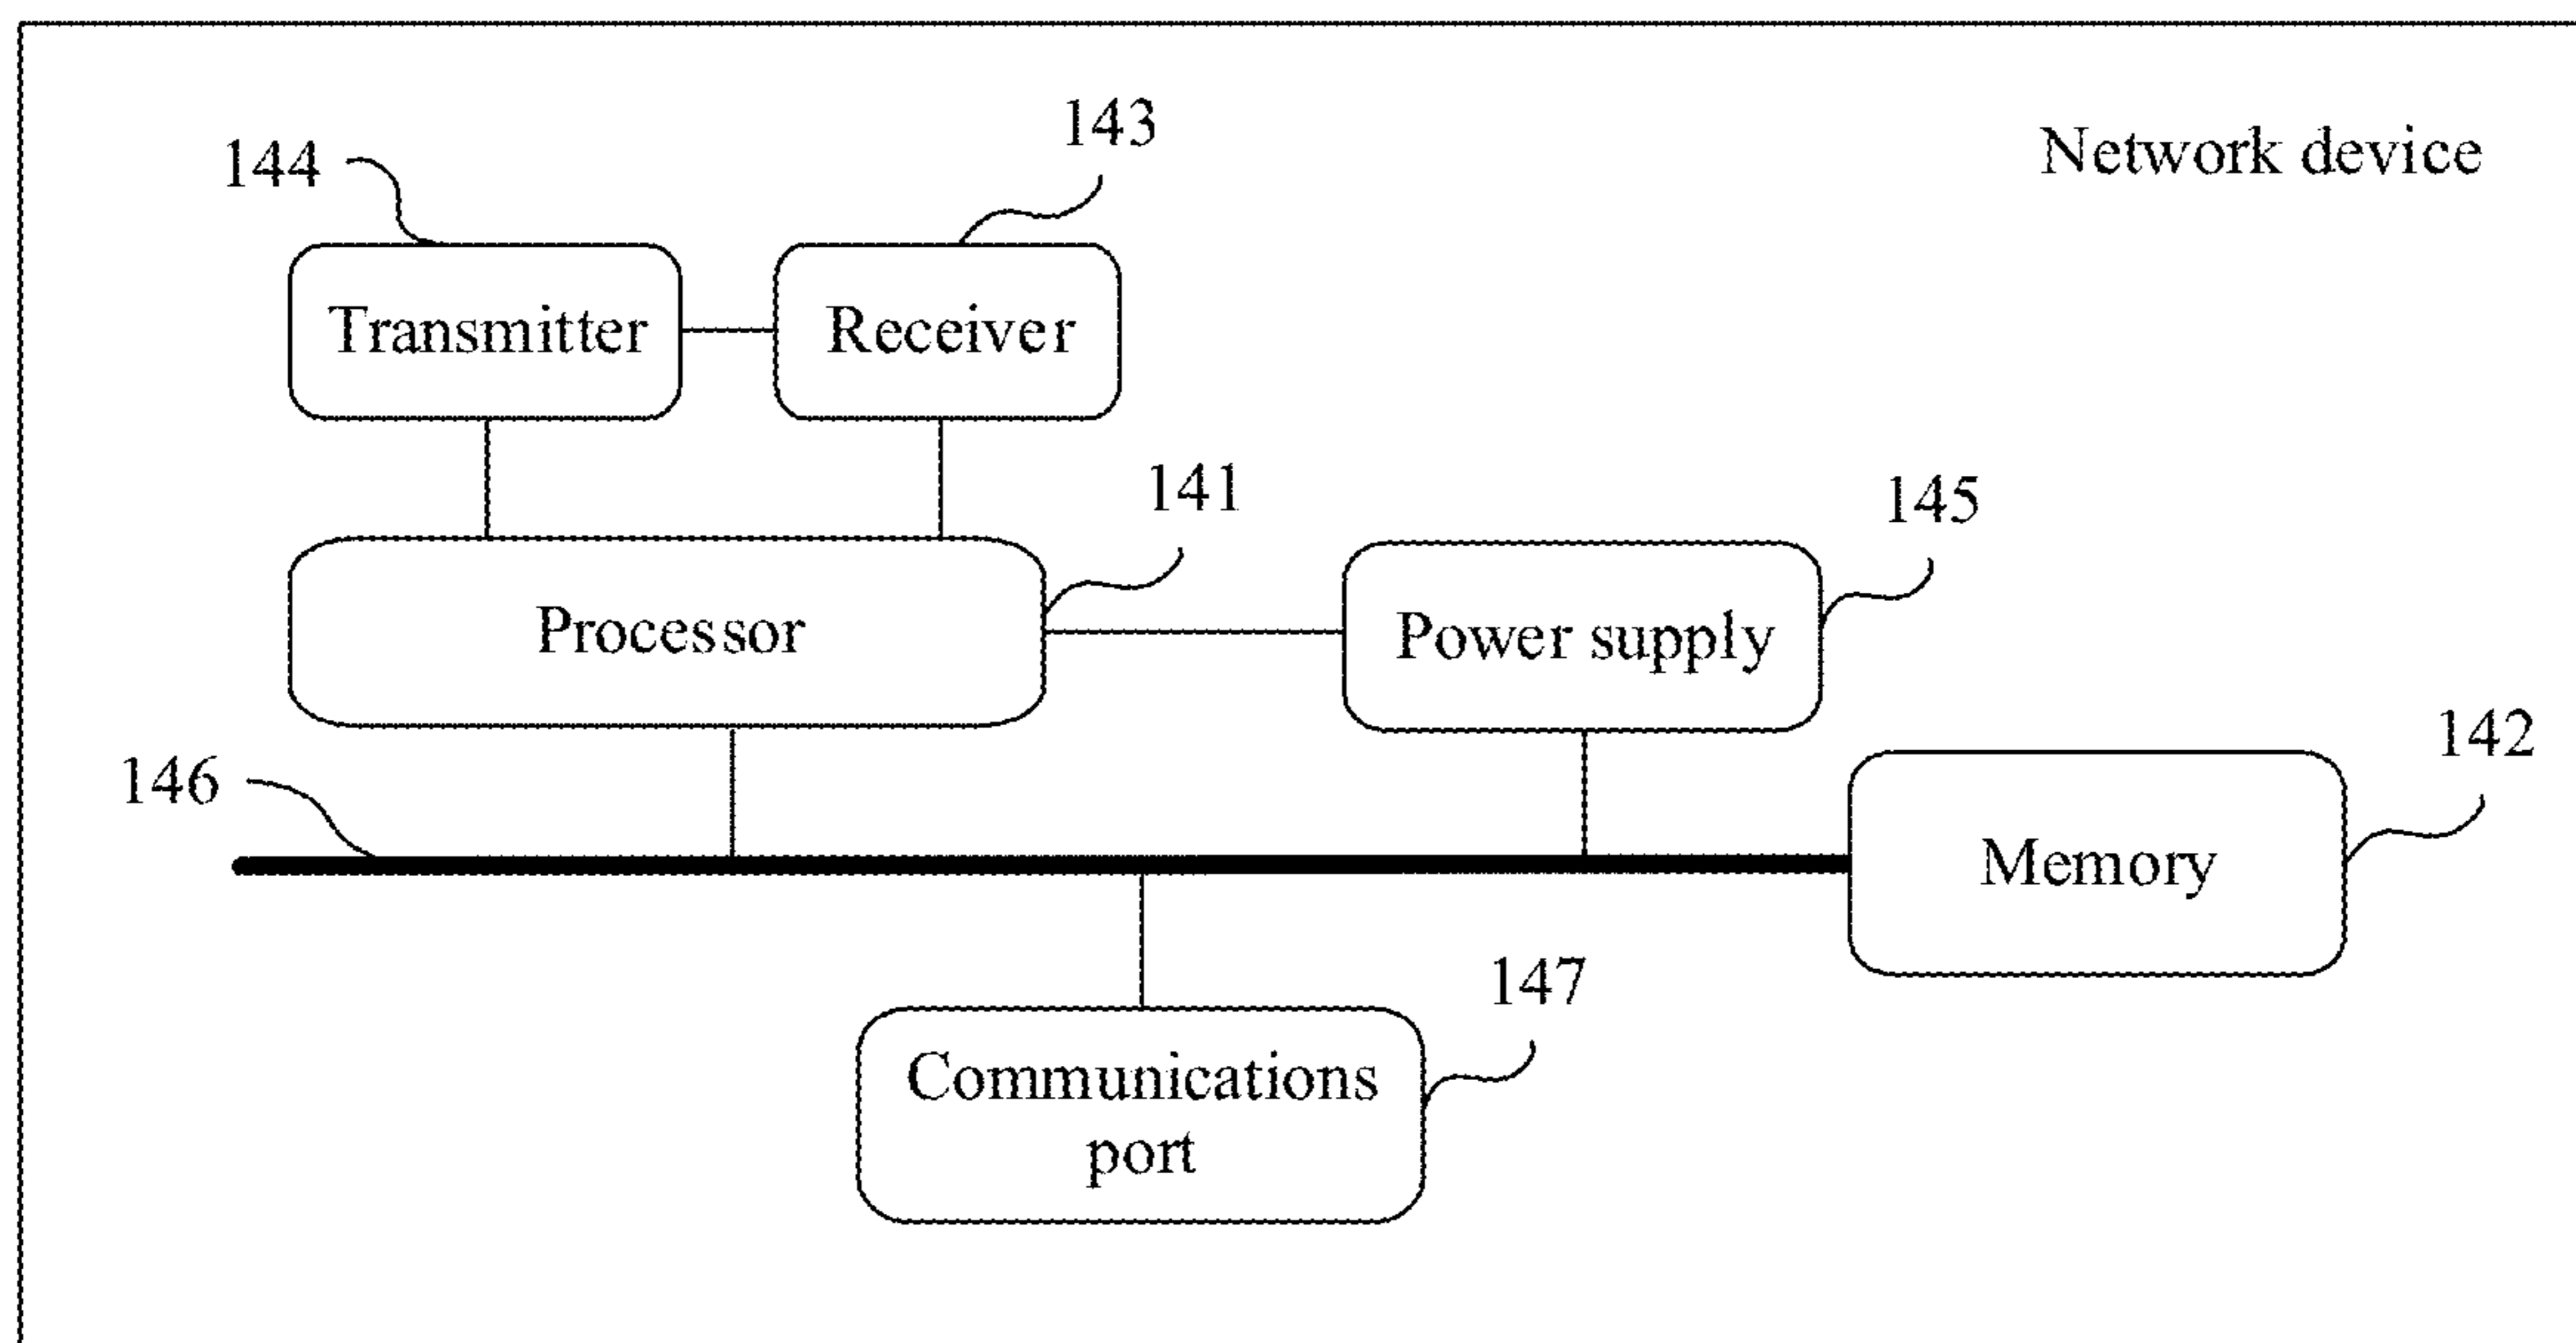 Network device
143
144
Transmitter
Receiver
141
145
Processor
Power supply
142
146
Memory
147
Communications
port